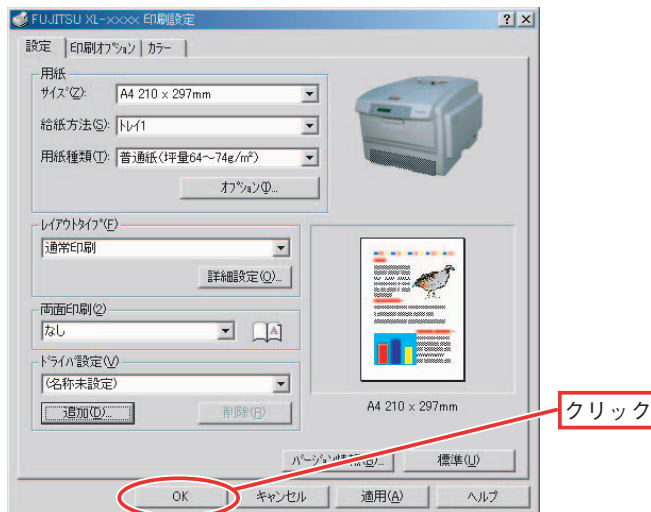 FUJITSU XL-xxxx 印刷設定
設定 印刷オプション カラー
用紙
サイズ(Z): A4 210 x 297mm
給紙方法(S): トレイ1
用紙種類(T): 普通紙(坪量64～74g/m²)
オプション(I)...
レイアウトタイプ(F)
通常印刷
詳細設定(O)...
両面印刷(2)
なし
A
ドライバ設定(V)
(名称未設定)
追加(D)... 削除(R)
A4 210 x 297mm
クリック
バージョン情報(B)... 標準(U)
OK キャンセル 適用(A) ヘルプ